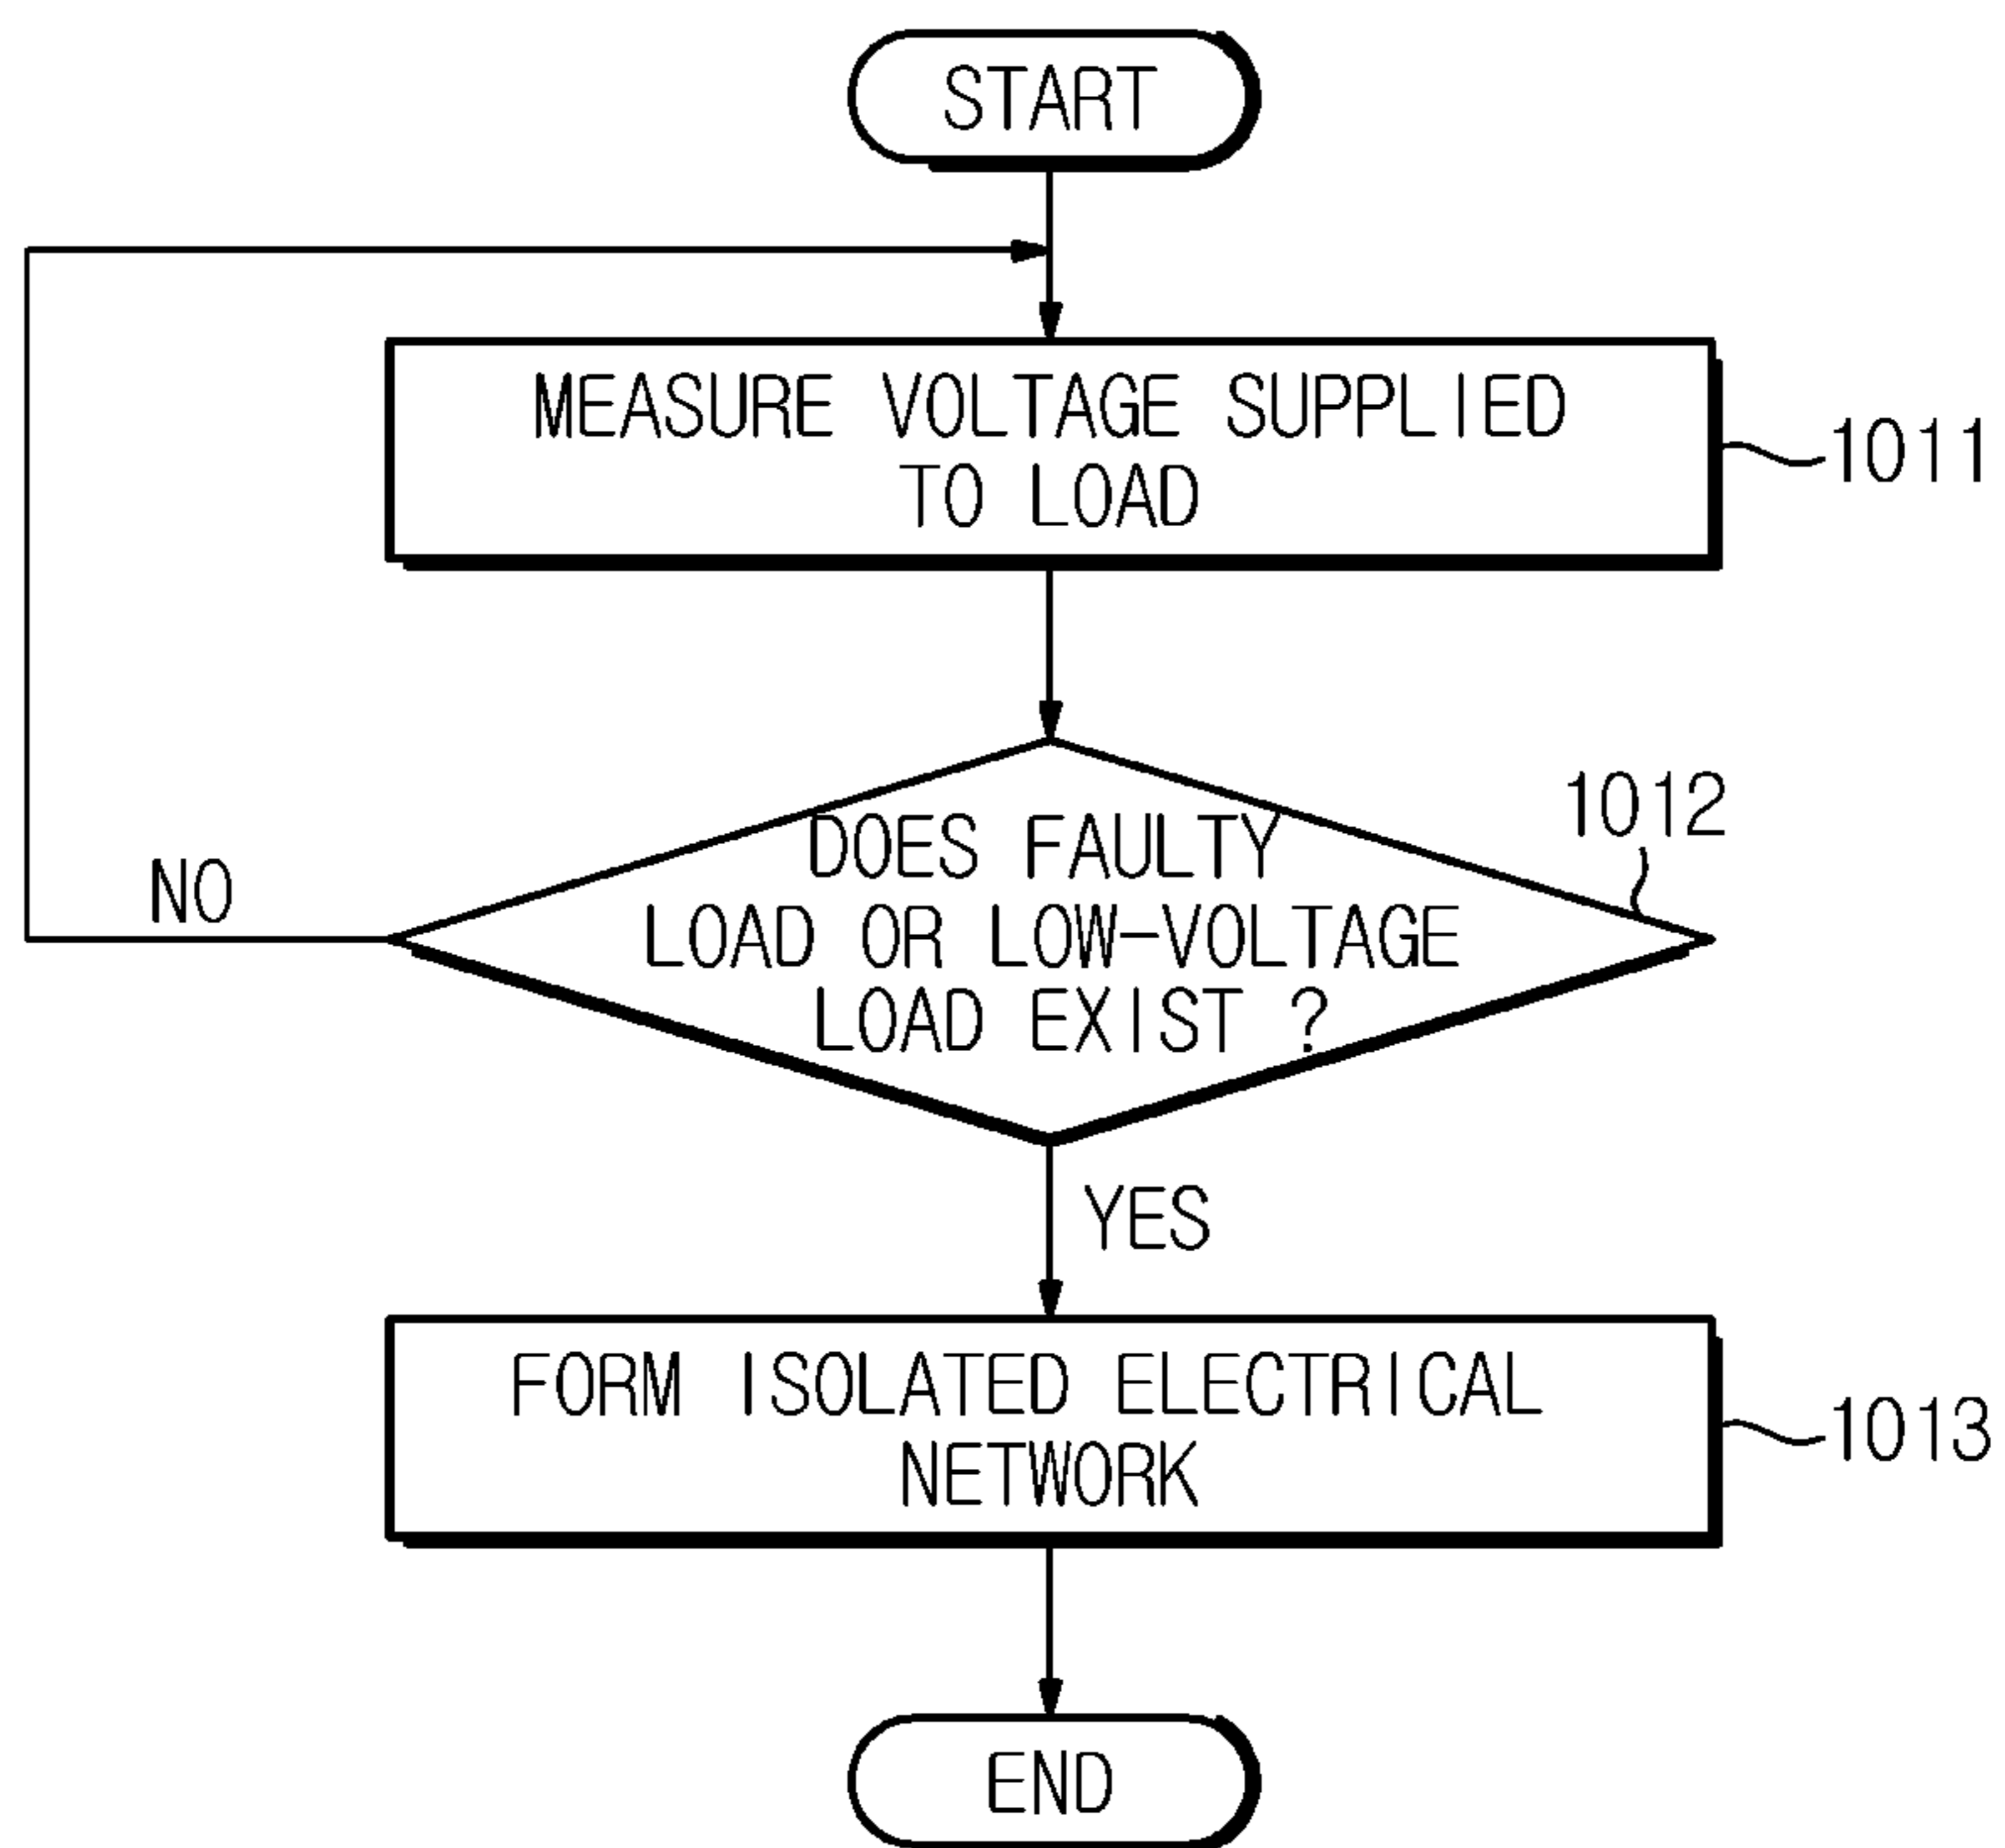 START
MEASURE VOLTAGE SUPPLIED
TO LOAD
1011
DOES FAULTY
LOAD OR LOW-VOLTAGE
LOAD EXIST ?
1012
NO
YES
FORM ISOLATED ELECTRICAL
NETWORK
1013
END